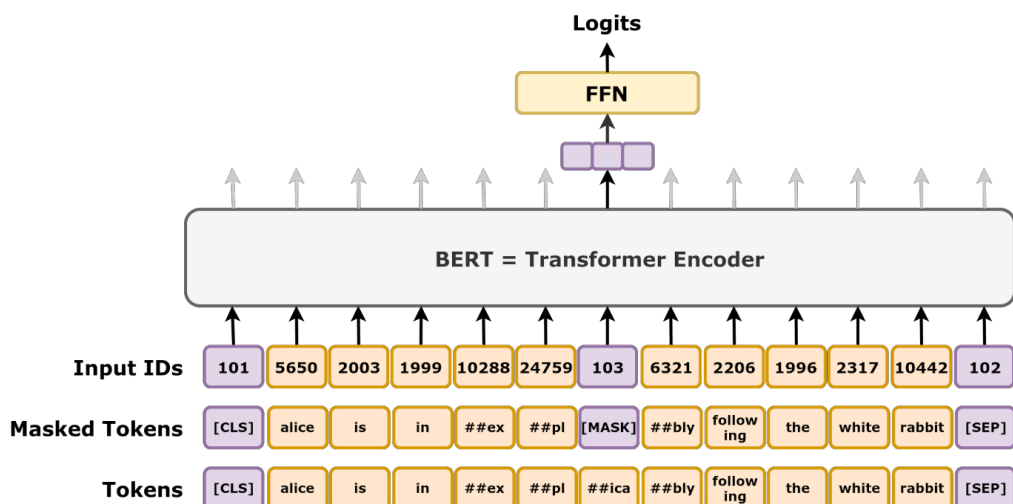 Logits
FFN
BERT = Transformer Encoder
Input IDs 101 5650 2003 1999 10288 24759 103 6321 2206 1996 2317 10442 102
Masked Tokens [CLS] alice is in ##ex ##pl [MASK] ##bly follow ing the white rabbit [SEP]
Tokens [CLS] alice is in ##ex ##pl ##ica ##bly follow ing the white rabbit [SEP]